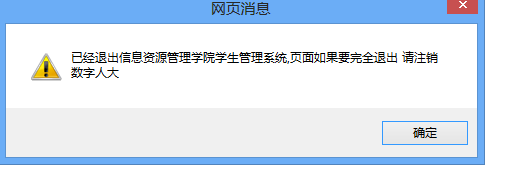 网页消息
已经退出信息资源管理学院学生管理系统,页面如果要完全退出 请注销
数字人大
确定